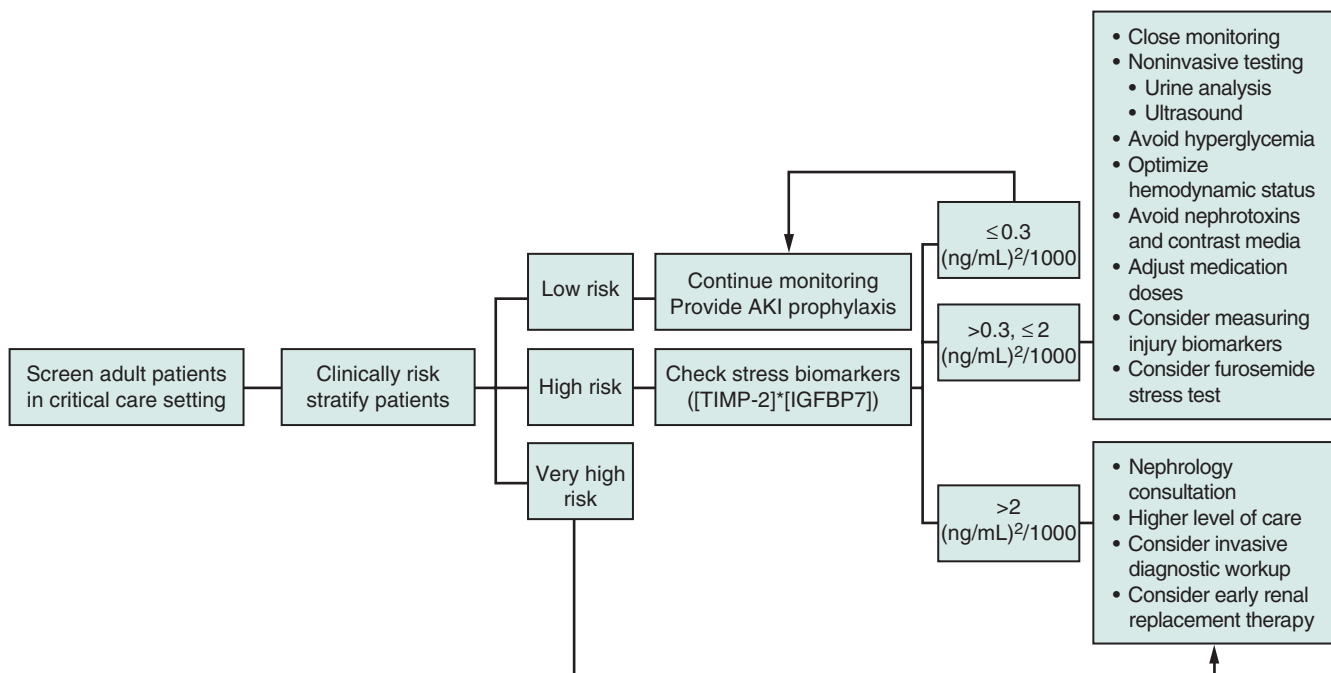 Screen adult patients
in critical care setting
Clinically risk
stratify patients
Low risk
High risk
Very high
risk
Continue monitoring
Provide AKI prophylaxis
Check stress biomarkers
([TIMP-2]*[IGFBP7])
≤0.3
(ng/mL)²/1000
>0.3, ≤2
(ng/mL)²/1000
>2
(ng/mL)²/1000
• Close monitoring
• Noninvasive testing
• Urine analysis
• Ultrasound
• Avoid hyperglycemia
• Optimize
hemodynamic status
• Avoid nephrotoxins
and contrast media
• Adjust medication
doses
• Consider measuring
injury biomarkers
• Consider furosemide
stress test
• Nephrology
consultation
• Higher level of care
• Consider invasive
diagnostic workup
• Consider early renal
replacement therapy